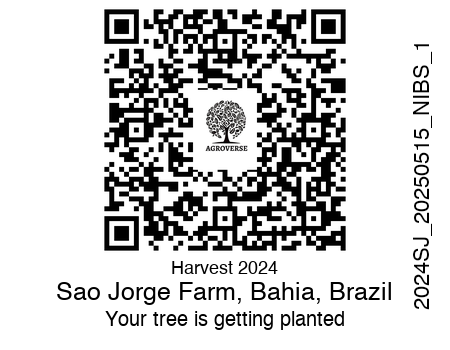 AGROVERSE
Harvest 2024
Sao Jorge Farm, Bahia, Brazil
Your tree is getting planted
2024SJ_20250515_NIBS_1